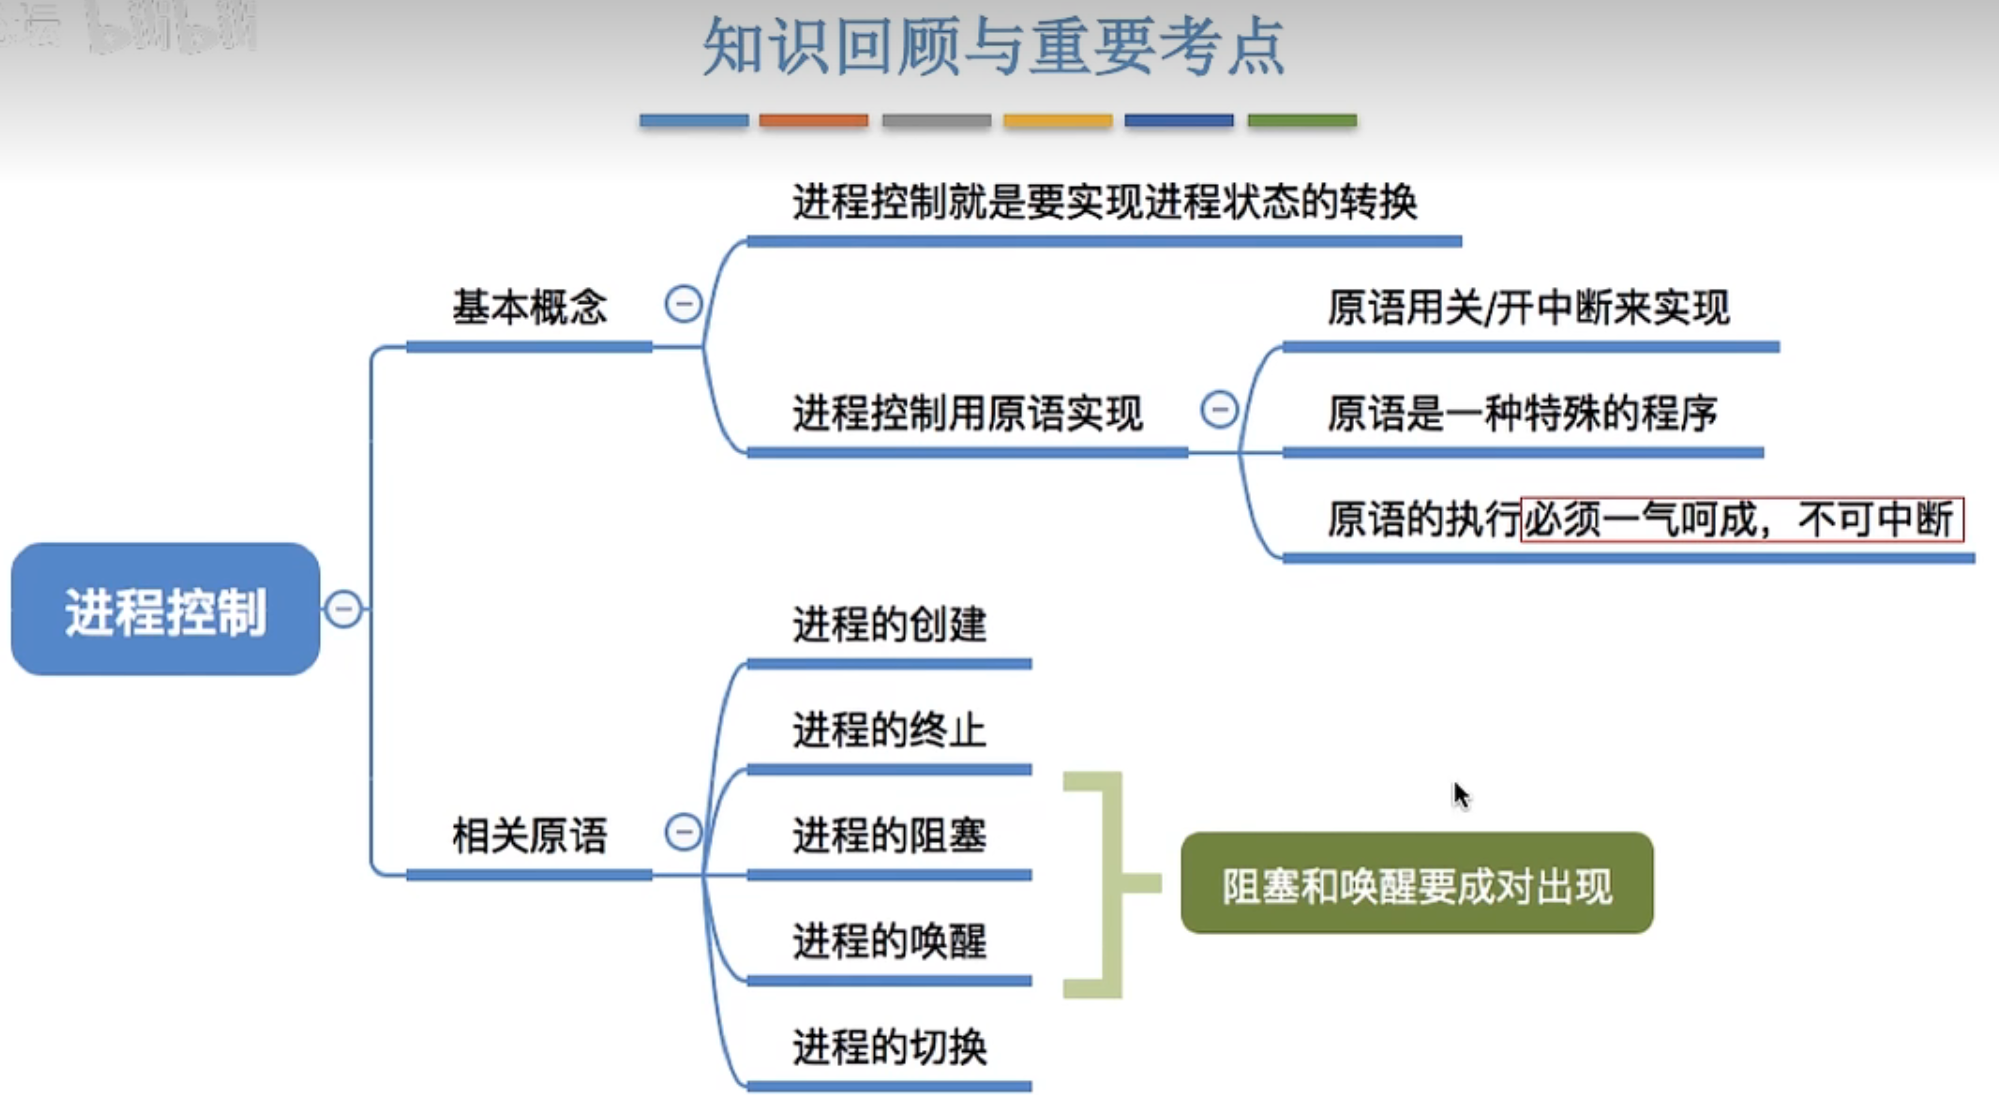 bilibili
知识回顾与重要考点
进程控制
基本概念
进程控制就是要实现进程状态的转换
进程控制用原语实现
原语用关/开中断来实现
原语是一种特殊的程序
原语的执行必须一气呵成，不可中断
相关原语
进程的创建
进程的终止
进程的阻塞
进程的唤醒
进程的切换
阻塞和唤醒要成对出现